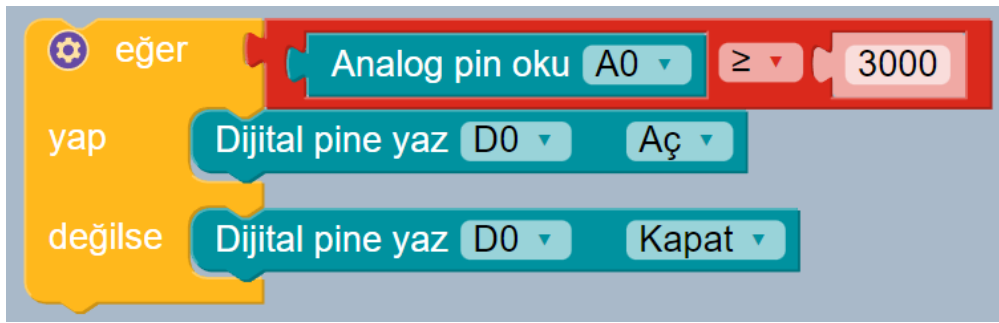 eğer Analog pin oku A0 ≥ 3000
yap Dijital pine yaz D0 Aç
değilse Dijital pine yaz D0 Kapat